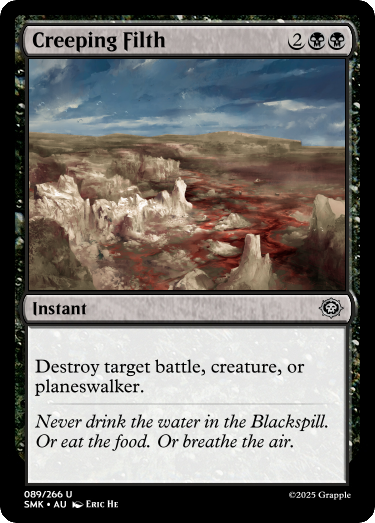 Creeping Filth 2
Instant
Destroy target battle, creature, or
planeswalker.
Never drink the water in the Blackspill.
Or eat the food. Or breathe the air.
089/266 U
SMK • AU Eric He
©2025 Grapple